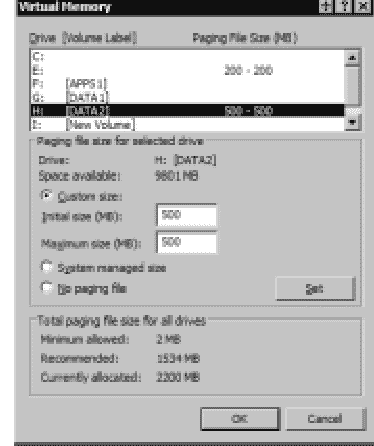 Virtual Memory
Drive [Volume Label] Paging File Size (MB)
C:
E: 200 - 200
F: [APPS1]
G: [DATA1]
H: [DATA2] 500 - 500
I: [New Volume]
Paging file size for selected drive
Drive: H: [DATA2]
Space available: 9801 MB
Custom size:
Initial size (MB): 500
Maximum size (MB): 500
System managed size
No paging file
Set
Total paging file size for all drives
Minimum allowed: 2 MB
Recommended: 1534 MB
Currently allocated: 2200 MB
OK Cancel